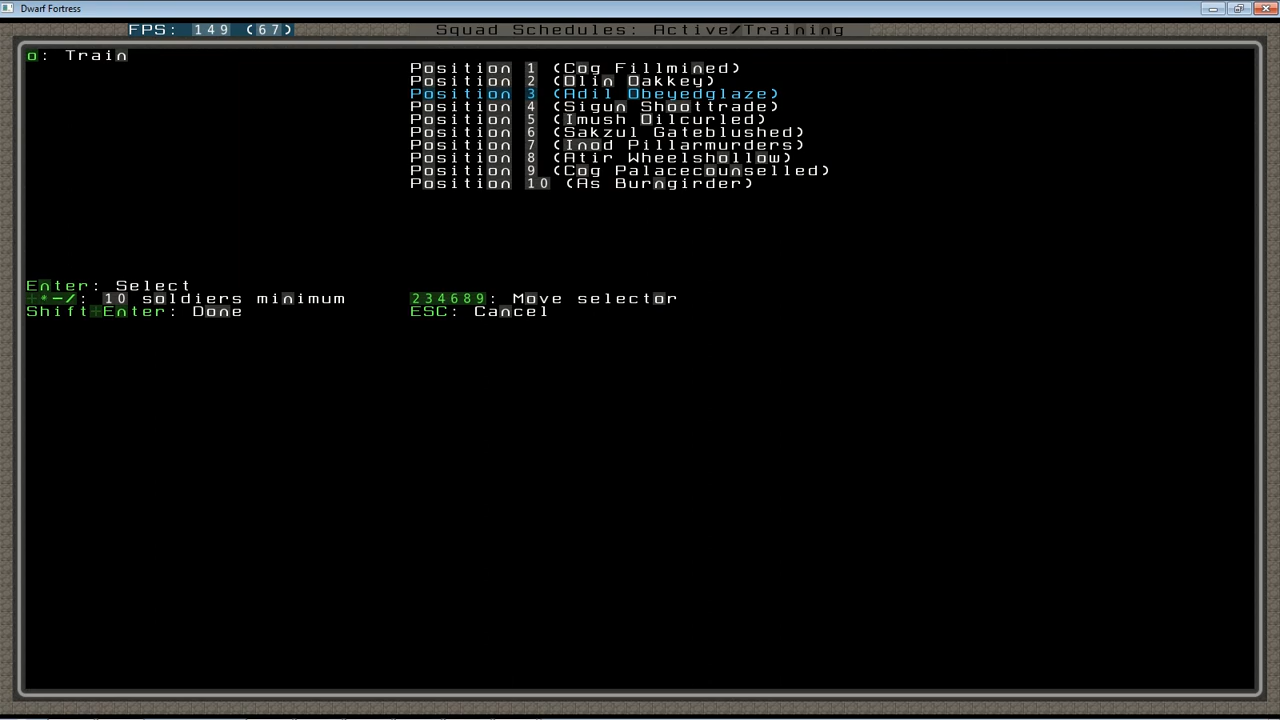 Dwarf Fortress
FPS: 149 (67) Squad Schedules: Active/Training
o: Train
Position 1 (Cog Fillmined)
Position 2 (Olin Oakkey)
Position 3 (Adil Obeyedglaze)
Position 4 (Sigun Shoottrade)
Position 5 (Imush Oilcurled)
Position 6 (Sakzul Gateblushed)
Position 7 (Inod Pillarmurders)
Position 8 (Atir Wheelshollow)
Position 9 (Cog Palacecounselled)
Position 10 (As Burngirder)
Enter: Select
+*-/: 10 soldiers minimum 234689: Move selector
Shift+Enter: Done ESC: Cancel